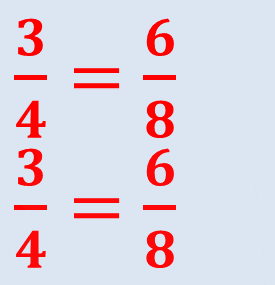 3/4 = 6/8
3/4 = 6/8